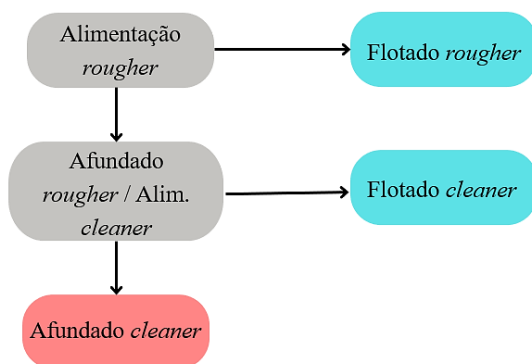 Alimentação
rougher
Flotado rougher
Afundado
rougher / Alim.
cleaner
Flotado cleaner
Afundado cleaner